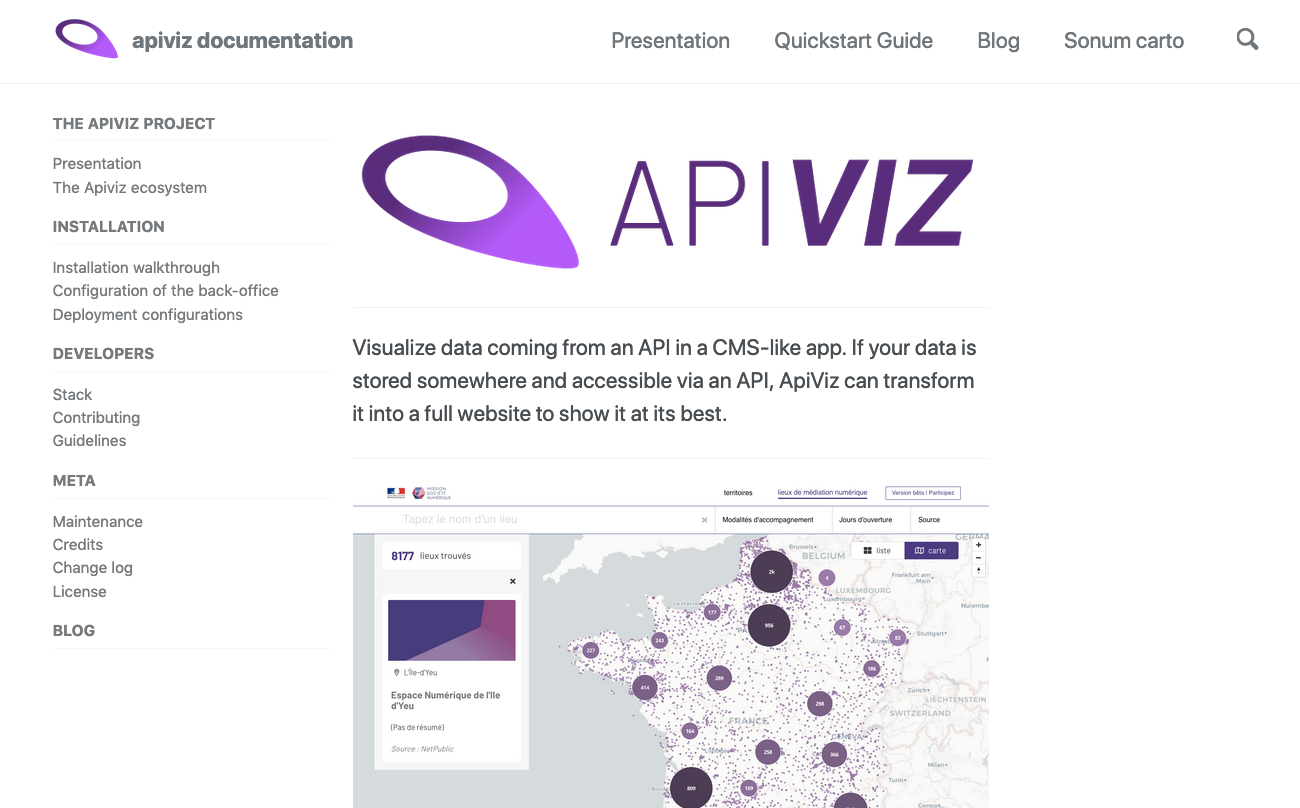 apiviz documentation
Presentation
Quickstart Guide
Blog
Sonum carto
THE APIVIZ PROJECT
Presentation
The Apiviz ecosystem
INSTALLATION
Installation walkthrough
Configuration of the back-office
Deployment configurations
DEVELOPERS
Stack
Contributing
Guidelines
META
Maintenance
Credits
Change log
License
BLOG
APIVIZ
Visualize data coming from an API in a CMS-like app. If your data is
stored somewhere and accessible via an API, ApiViz can transform
it into a full website to show it at its best.
MISSION
SOCIÉTÉ
NUMÉRIQUE
territoires
lieux de médiation numérique
Version bêta ! Participez
Tapez le nom d'un lieu
×
Modalités d'accompagnement
Jours d'ouverture
Source
8177 lieux trouvés
×
L'Île-d'Yeu
Espace Numérique de l'Ile
d'Yeu
(Pas de résumé)
Source : NetPublic
liste
carte
+
−
GERMA
Brussels
BELGIUM
2k
4
Frankfurt am
Main
LUXEMBOURG
Luxembourg
Nuremberg
Le Havre
177
956
67
83
Stuttgart
243
227
186
414
289
298
Zurich
LIECHTENSTEIN
SWITZERLAND
FRANCE
164
GENEVA
258
366
Limoges
Milan
Turin
809
169
Genoa